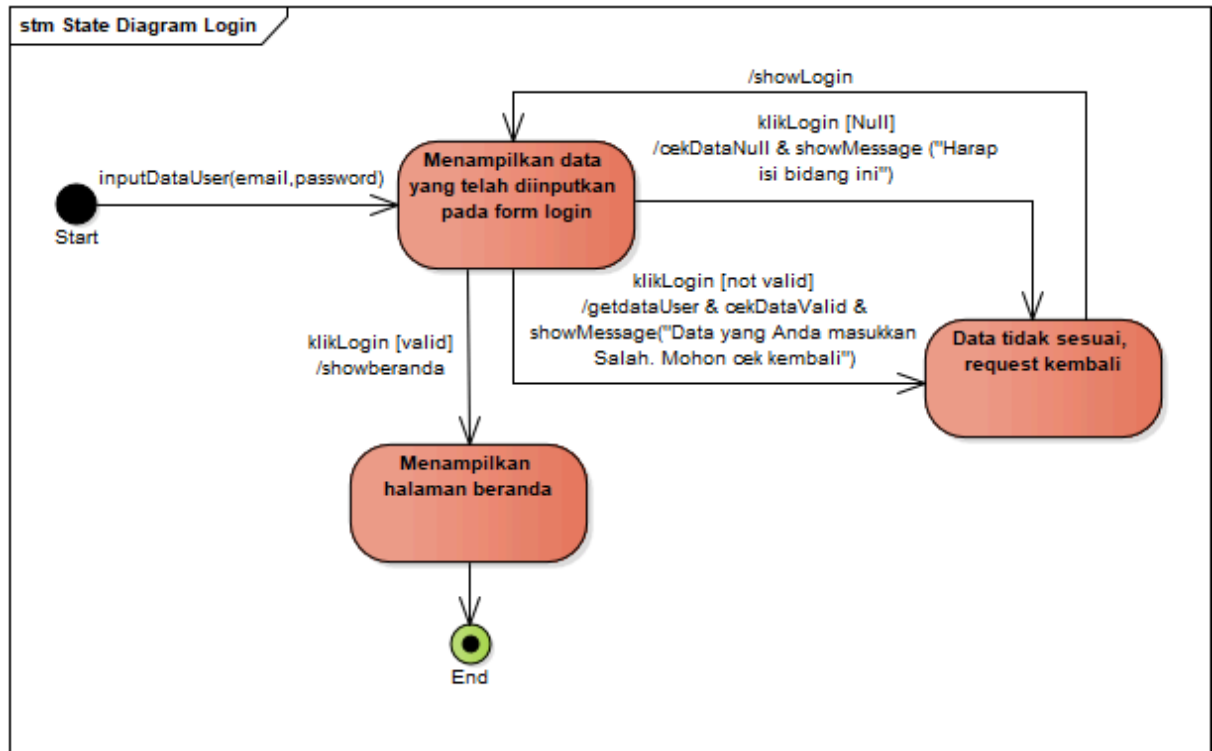 stm State Diagram Login
/showLogin
klikLogin [Null]
/cekDataNull & showMessage ("Harap
isi bidang ini")
Menampilkan data
yang telah diinputkan
pada form login
inputDataUser(email,password)
Start
klikLogin [not valid]
/getdataUser & cekDataValid &
showMessage("Data yang Anda masukkan
Salah. Mohon cek kembali")
klikLogin [valid]
/showberanda
Data tidak sesuai,
request kembali
Menampilkan
halaman beranda
End